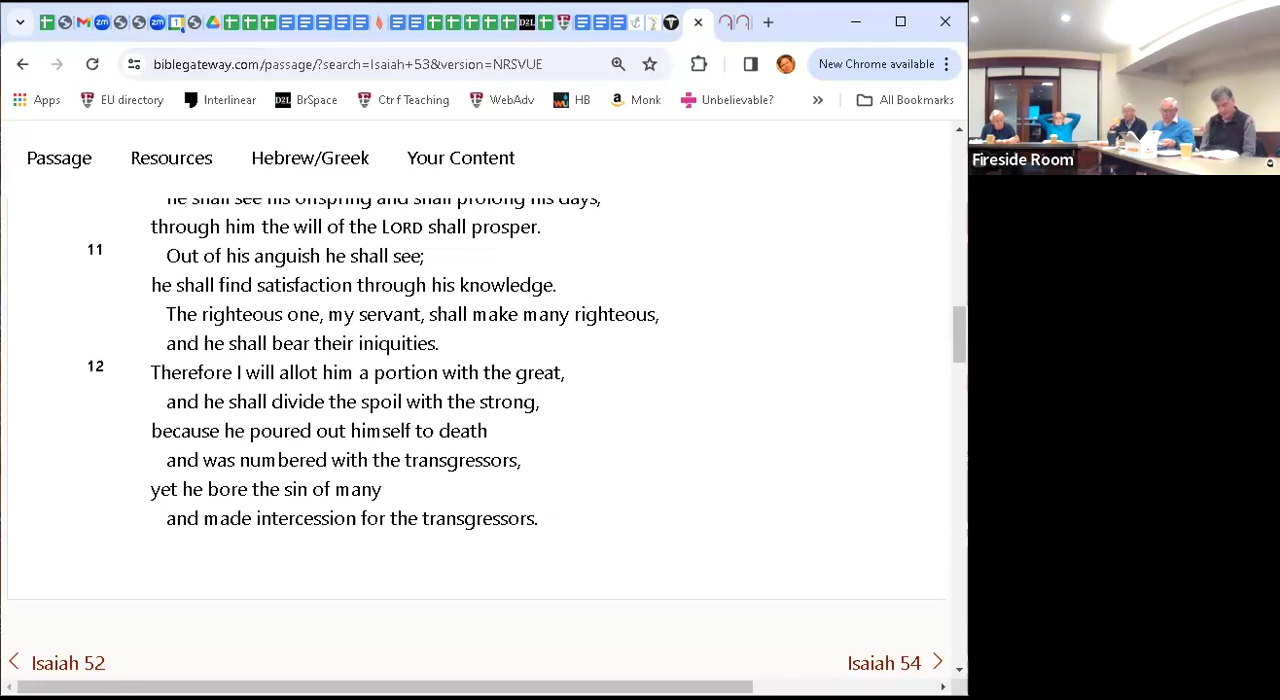 biblegateway.com/passage/?search=Isaiah+53&version=NRSVUE
New Chrome available
Apps
EU directory
Interlinear
D2L BrSpace
Ctr f Teaching
WebAdv
HB
Monk
Unbelievable?
All Bookmarks
Fireside Room
Passage
Resources
Hebrew/Greek
Your Content
he shall see his offspring and shall prolong his days,
through him the will of the LORD shall prosper.
11 Out of his anguish he shall see;
he shall find satisfaction through his knowledge.
The righteous one, my servant, shall make many righteous,
and he shall bear their iniquities.
12 Therefore I will allot him a portion with the great,
and he shall divide the spoil with the strong,
because he poured out himself to death
and was numbered with the transgressors,
yet he bore the sin of many
and made intercession for the transgressors.
Isaiah 52
Isaiah 54